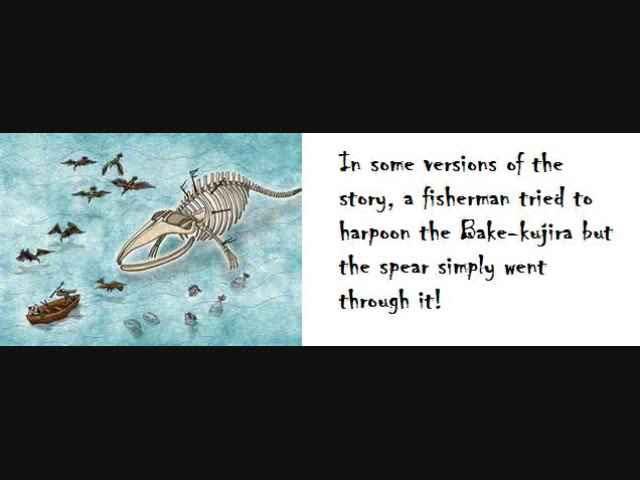 In some versions of the
story, a fisherman tried to
harpoon the Bake-kujira but
the spear simply went
through it!